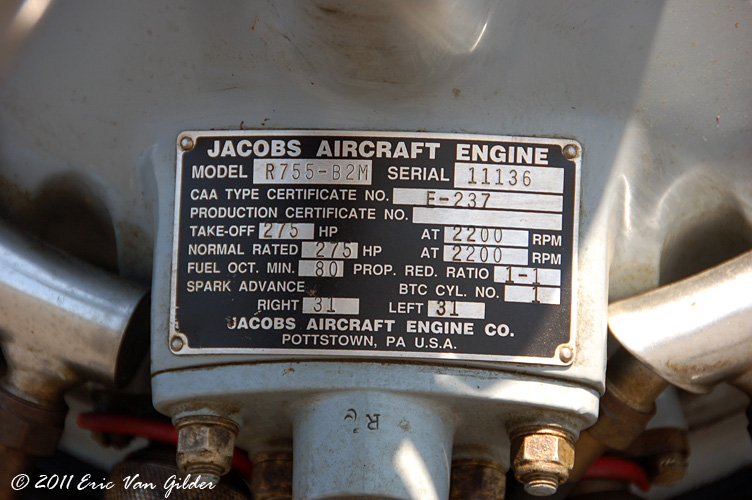 JACOBS AIRCRAFT ENGINE
MODEL R755-B2M SERIAL 11136
CAA TYPE CERTIFICATE NO. E-237
PRODUCTION CERTIFICATE NO.
TAKE-OFF 275 HP AT 2200 RPM
NORMAL RATED 275 HP AT 2200 RPM
FUEL OCT. MIN. 80 PROP. RED. RATIO 1-1
SPARK ADVANCE BTC CYL. NO. 1
RIGHT 31 LEFT 31
JACOBS AIRCRAFT ENGINE CO.
POTTSTOWN, PA U.S.A.
© 2011 Eric Van Gilder